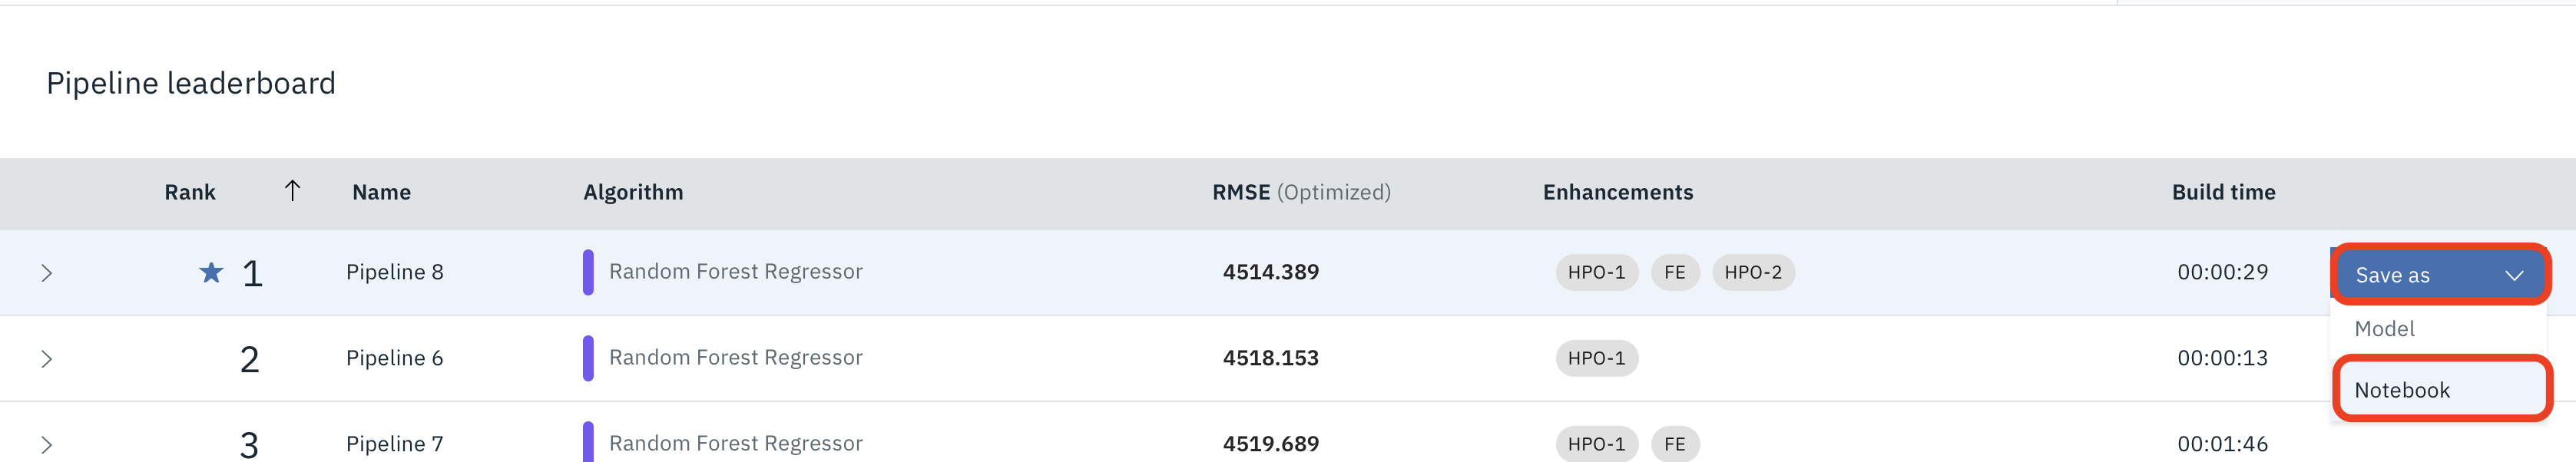 Pipeline leaderboard
Rank Name Algorithm RMSE (Optimized) Enhancements Build time
1 Pipeline 8 Random Forest Regressor 4514.389 HPO-1 FE HPO-2 00:00:29 Save as
Model
2 Pipeline 6 Random Forest Regressor 4518.153 HPO-1 00:00:13
Notebook
3 Pipeline 7 Random Forest Regressor 4519.689 HPO-1 FE 00:01:46